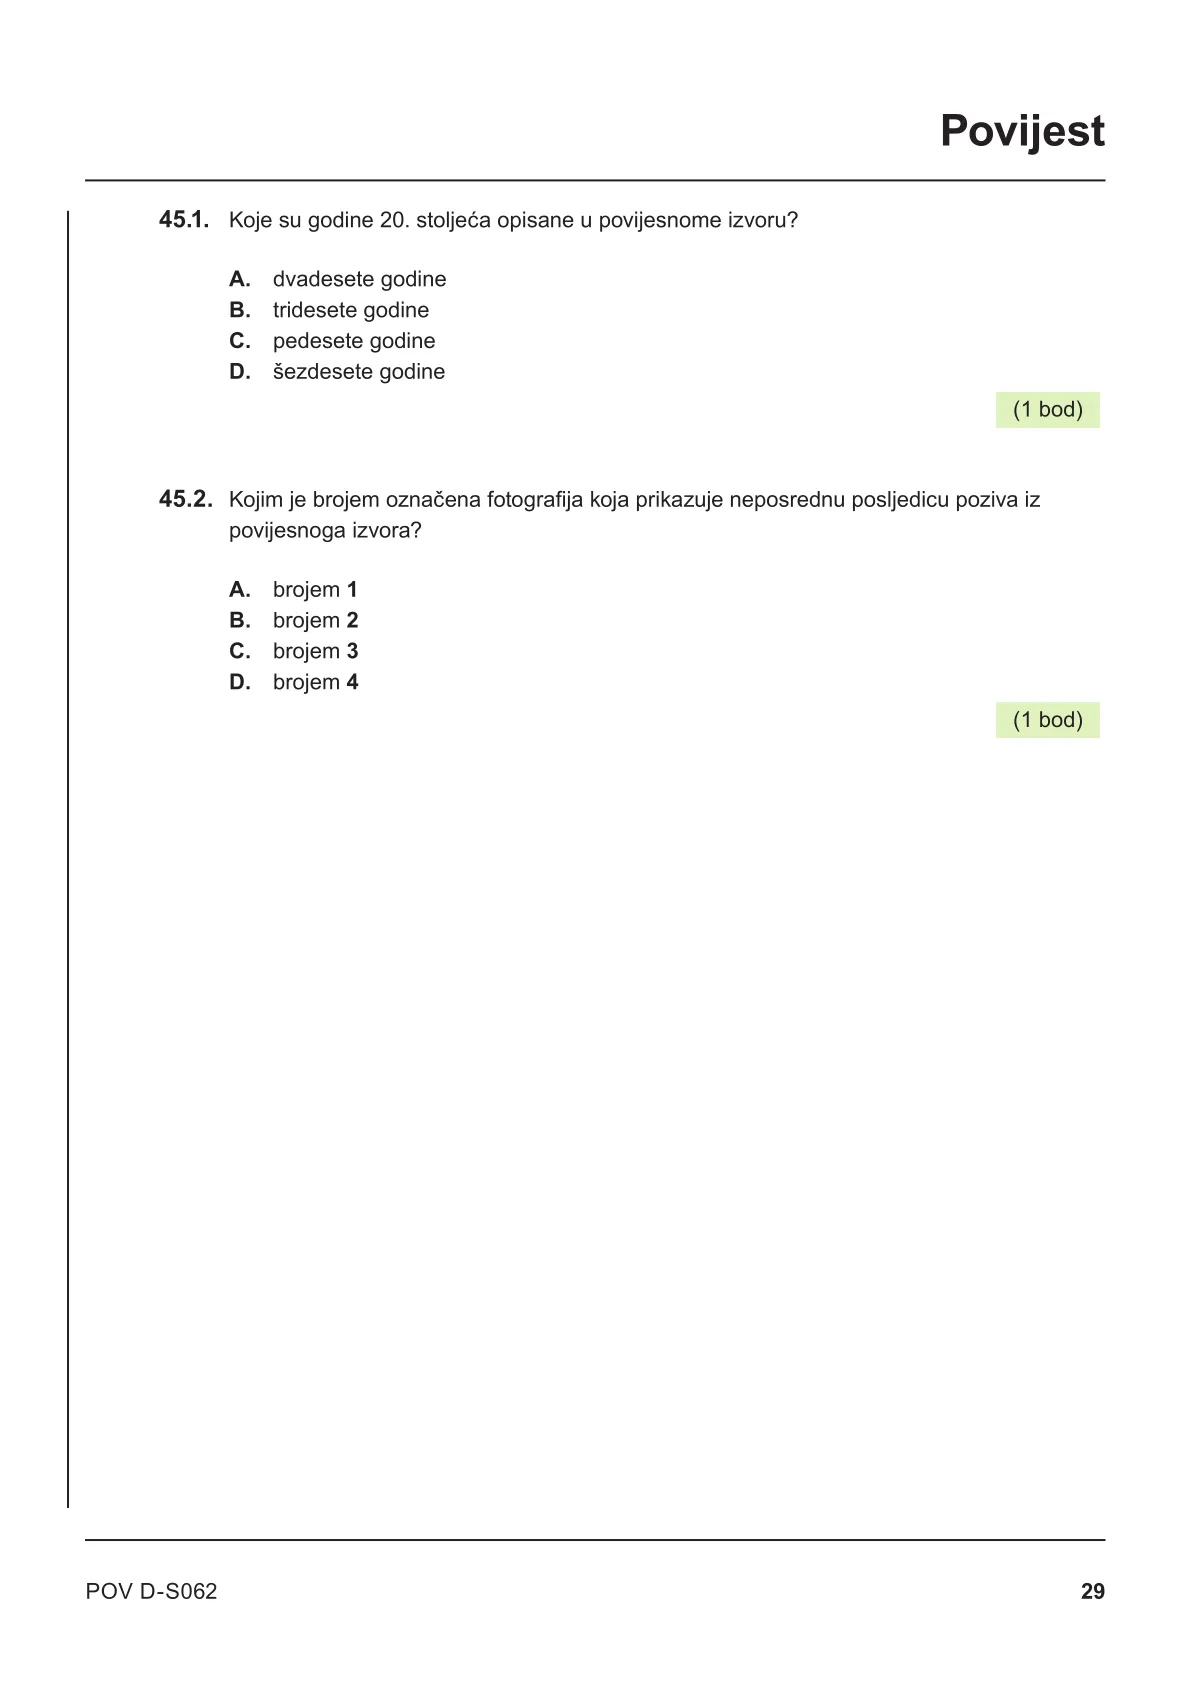 Povijest
45.1. Koje su godine 20. stoljeća opisane u povijesnome izvoru?
A. dvadesete godine
B. tridesete godine
C. pedesete godine
D. šezdesete godine
(1 bod)
45.2. Kojim je brojem označena fotografija koja prikazuje neposrednu posljedicu poziva iz
povijesnoga izvora?
A. brojem 1
B. brojem 2
C. brojem 3
D. brojem 4
(1 bod)
POV D-S062
29